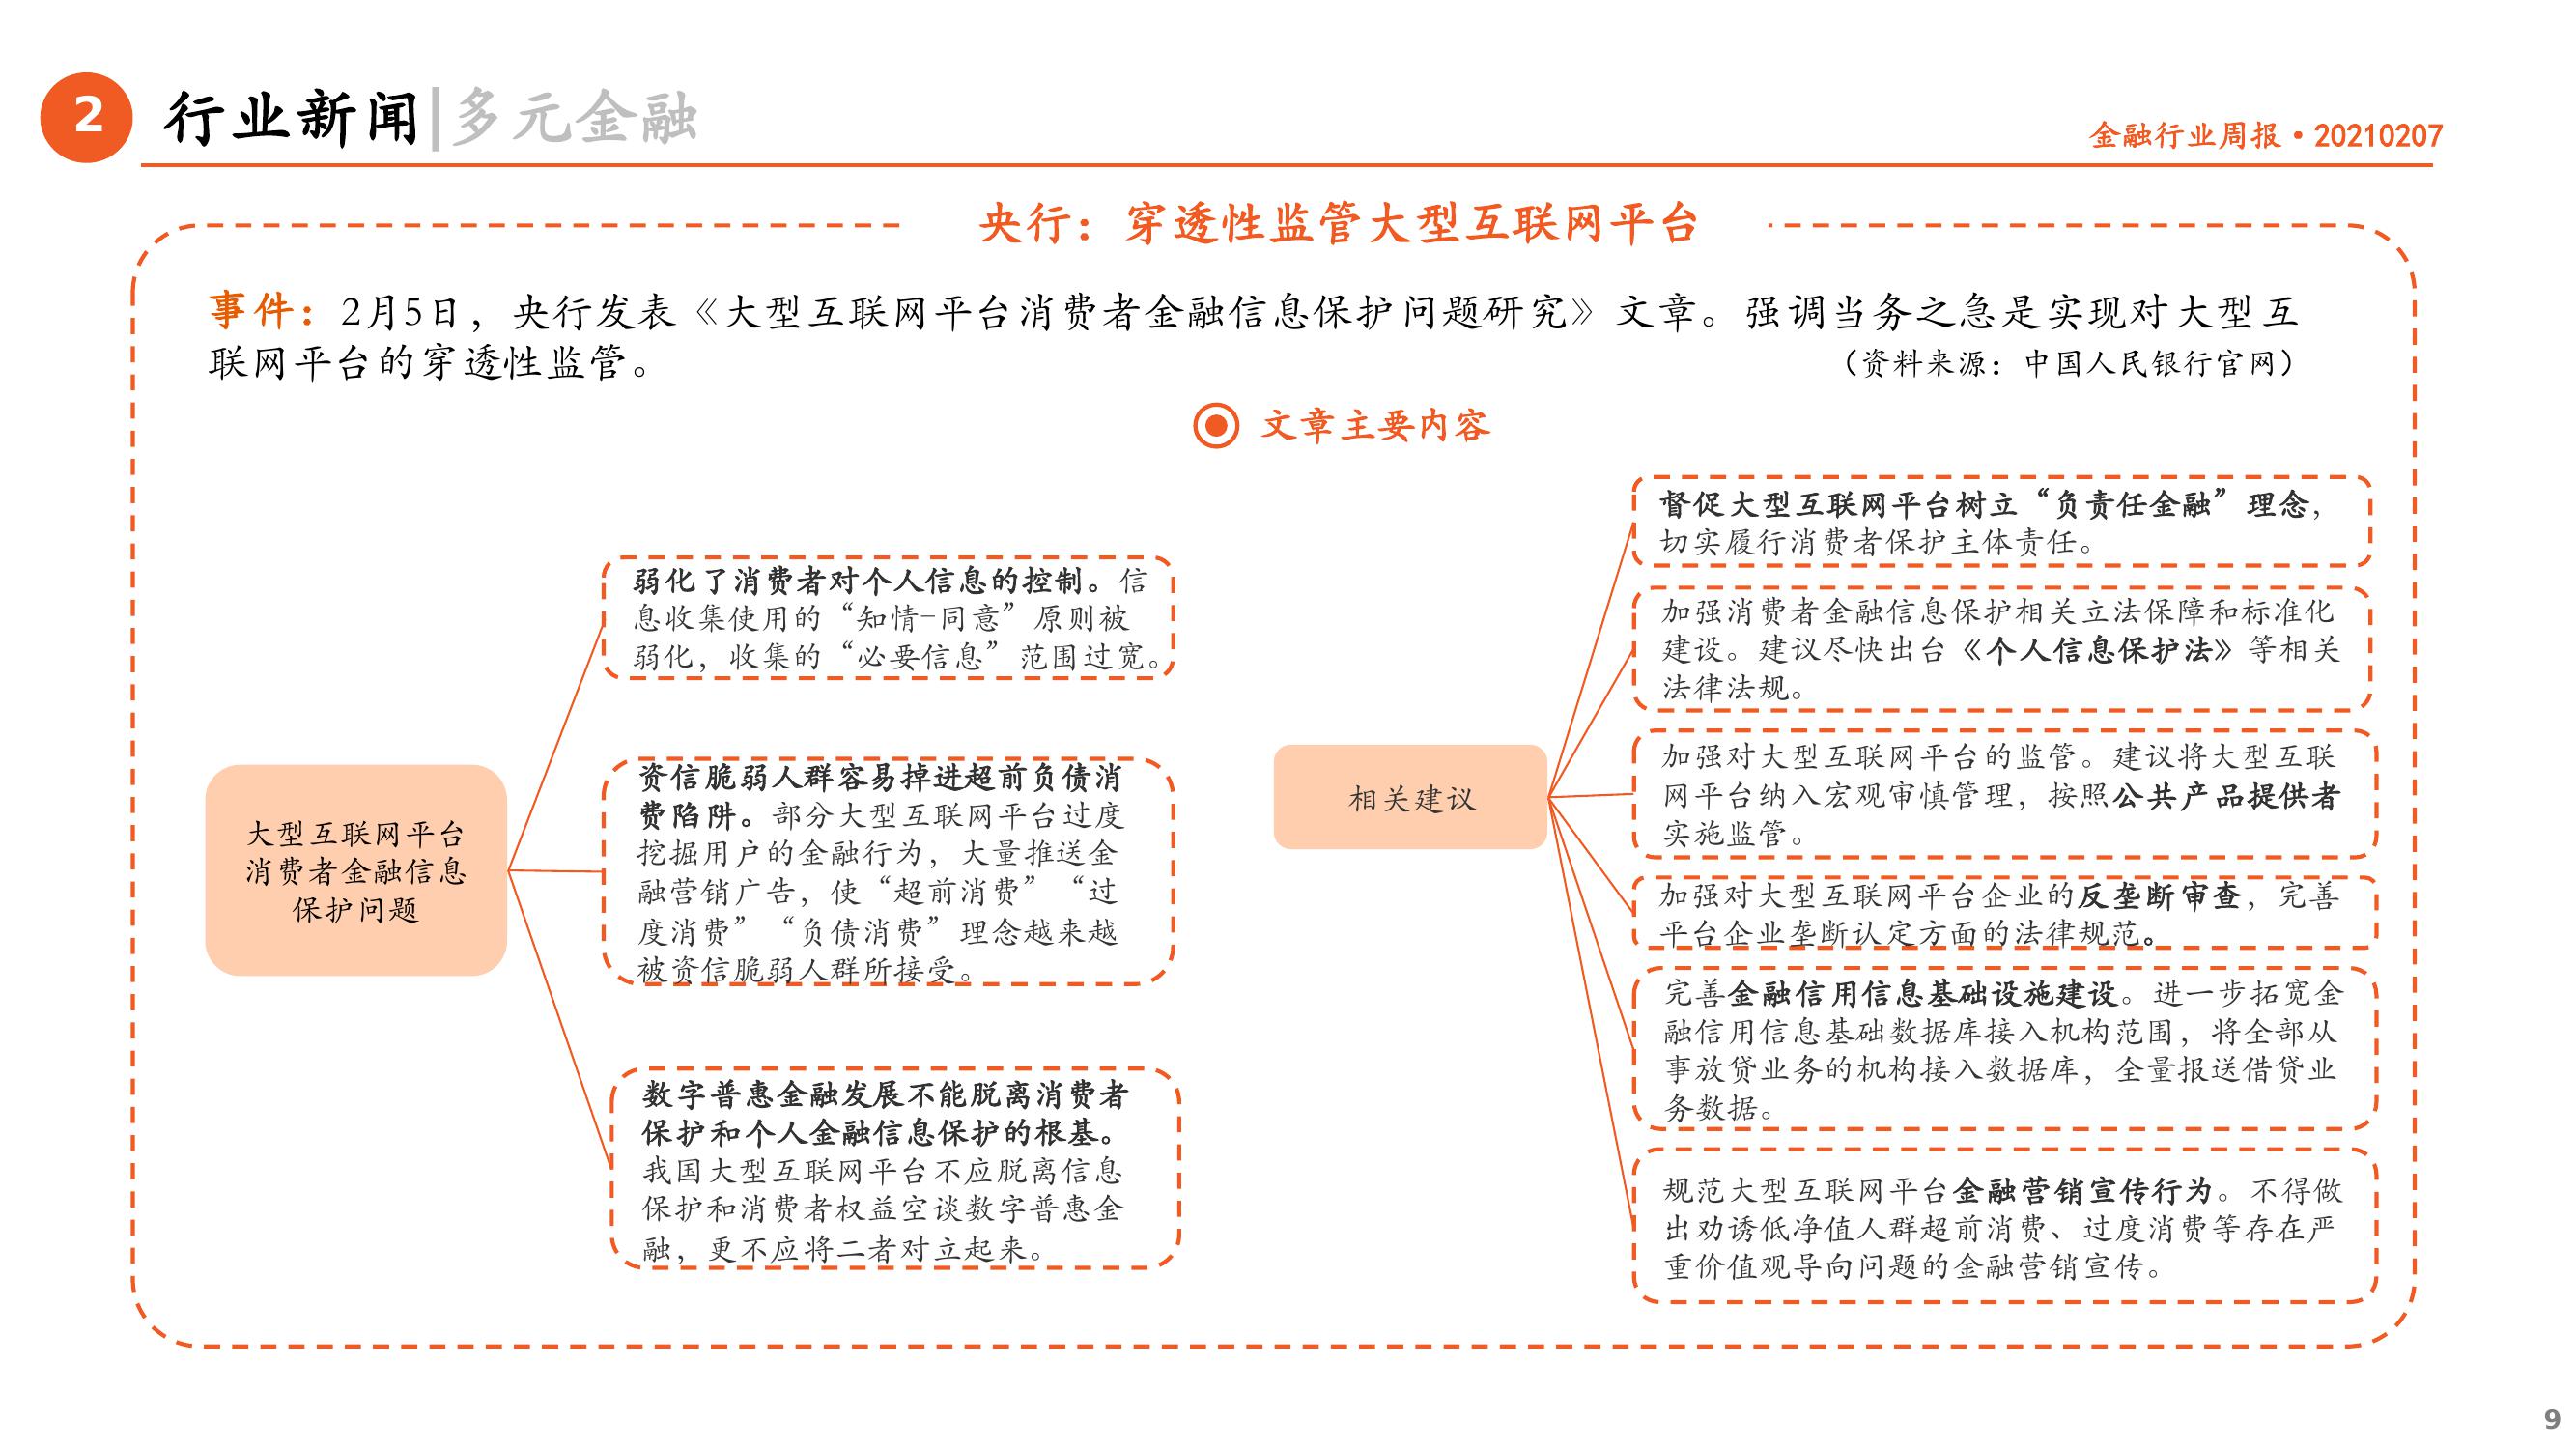 2
行业新闻|多元金融
金融行业周报•20210207
央行：穿透性监管大型互联网平台
事件：2月5日，央行发表《大型互联网平台消费者金融信息保护问题研究》文章。强调当务之急是实现对大型互
联网平台的穿透性监管。
（资料来源：中国人民银行官网）
文章主要内容
大型互联网平台
消费者金融信息
保护问题
弱化了消费者对个人信息的控制。信
息收集使用的“知情-同意”原则被
弱化，收集的“必要信息”范围过宽。
资信脆弱人群容易掉进超前负债消
费陷阱。部分大型互联网平台过度
挖掘用户的金融行为，大量推送金
融营销广告，使“超前消费”“过
度消费”“负债消费”理念越来越
被资信脆弱人群所接受。
数字普惠金融发展不能脱离消费者
保护和个人金融信息保护的根基。
我国大型互联网平台不应脱离信息
保护和消费者权益空谈数字普惠金
融，更不应将二者对立起来。
相关建议
督促大型互联网平台树立“负责任金融”理念，
切实履行消费者保护主体责任。
加强消费者金融信息保护相关立法保障和标准化
建设。建议尽快出台《个人信息保护法》等相关
法律法规。
加强对大型互联网平台的监管。建议将大型互联
网平台纳入宏观审慎管理，按照公共产品提供者
实施监管。
加强对大型互联网平台企业的反垄断审查，完善
平台企业垄断认定方面的法律规范。
完善金融信用信息基础设施建设。进一步拓宽金
融信用信息基础数据库接入机构范围，将全部从
事放贷业务的机构接入数据库，全量报送借贷业
务数据。
规范大型互联网平台金融营销宣传行为。不得做
出劝诱低净值人群超前消费、过度消费等存在严
重价值观导向问题的金融营销宣传。
9